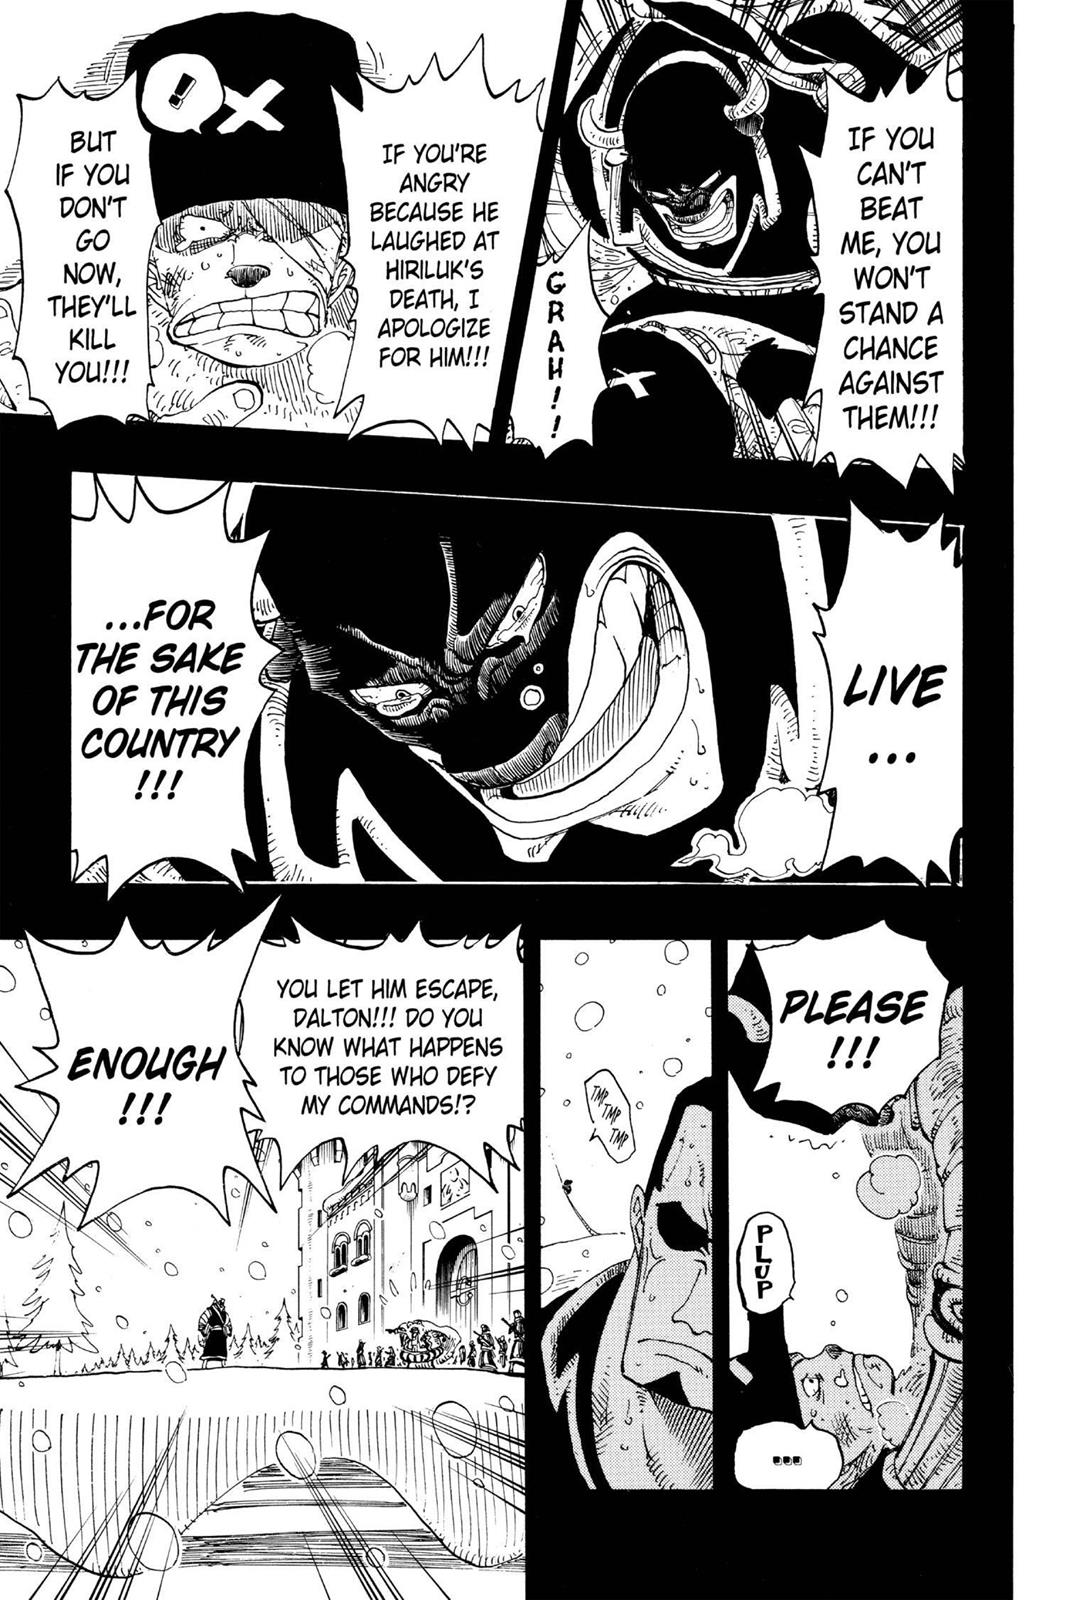 IF YOU
CAN'T
BEAT
ME, YOU
WON'T
STAND A
CHANCE
AGAINST
THEM!!!
GRAH!!
IF YOU'RE
ANGRY
BECAUSE HE
LAUGHED AT
HIRILUK'S
DEATH, I
APOLOGIZE
FOR HIM!!!
!
BUT
IF YOU
DON'T
GO
NOW,
THEY'LL
KILL
YOU!!!
LIVE
...
...FOR
THE SAKE
OF THIS
COUNTRY
!!!
PLEASE
!!!
PLUP
...
TMP
TMP
TMP
YOU LET HIM ESCAPE,
DALTON!!! DO YOU
KNOW WHAT HAPPENS
TO THOSE WHO DEFY
MY COMMANDS!?
ENOUGH
!!!